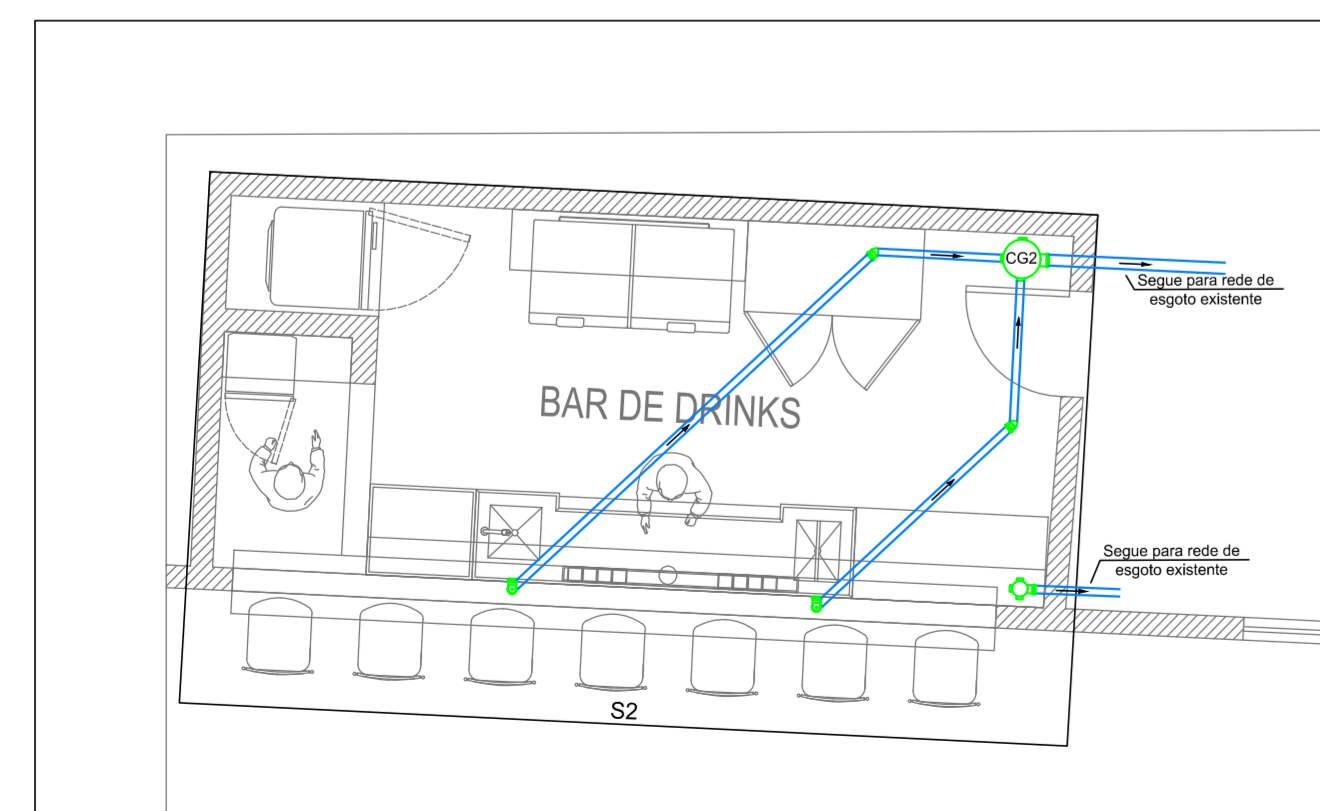 CG2
Segue para rede de
esgoto existente
BAR DE DRINKS
Segue para rede de
esgoto existente
S2